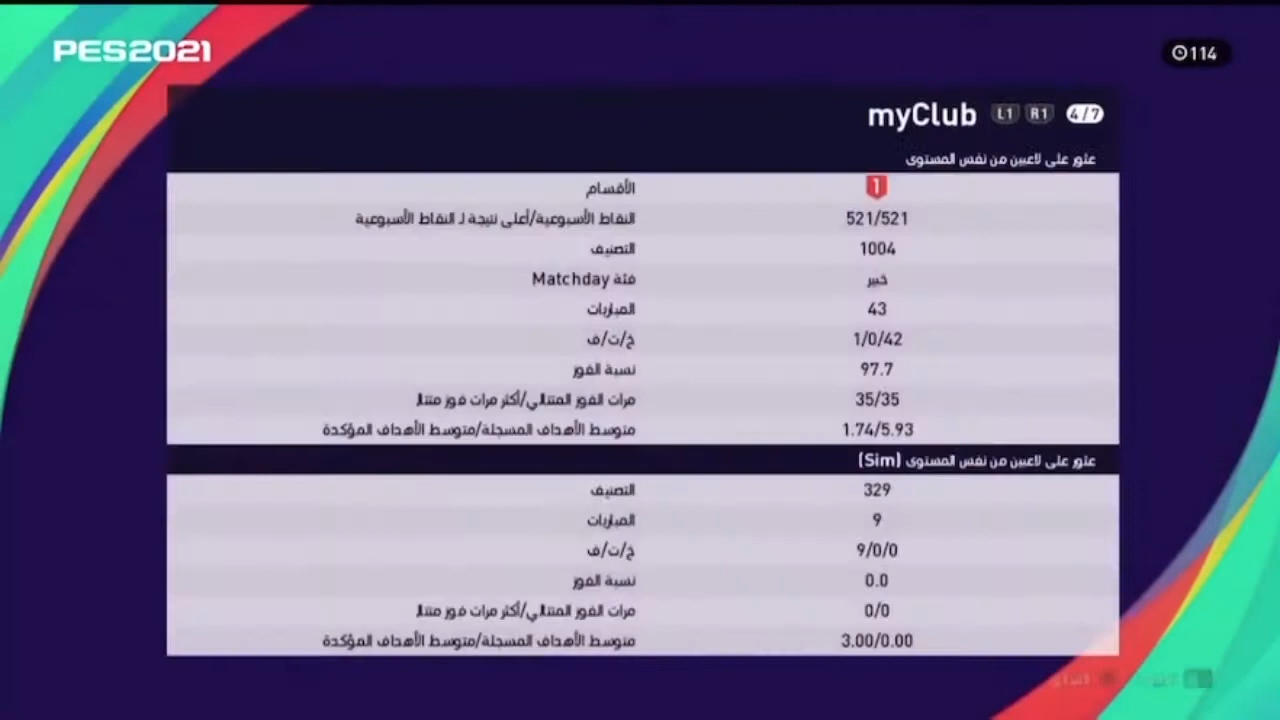 PES2021
114
myClub L1 R1 4/7
عثور على لاعبين من نفس المستوى
الأقسام 1
النقاط الأسبوعية/أعلى نتيجة لـ النقاط الأسبوعية 521/521
التصنيف 1004
فئة Matchday خبير
المباريات 43
خ/ت/ف 1/0/42
نسبة الفوز 97.7
مرات الفوز المتتالي/أكثر مرات فوز متتالـ 35/35
متوسط الأهداف المسجلة/متوسط الأهداف المؤكدة 1.74/5.93
عثور على لاعبين من نفس المستوى (Sim)
التصنيف 329
المباريات 9
خ/ت/ف 9/0/0
نسبة الفوز 0.0
مرات الفوز المتتالي/أكثر مرات فوز متتالـ 0/0
متوسط الأهداف المسجلة/متوسط الأهداف المؤكدة 3.00/0.00